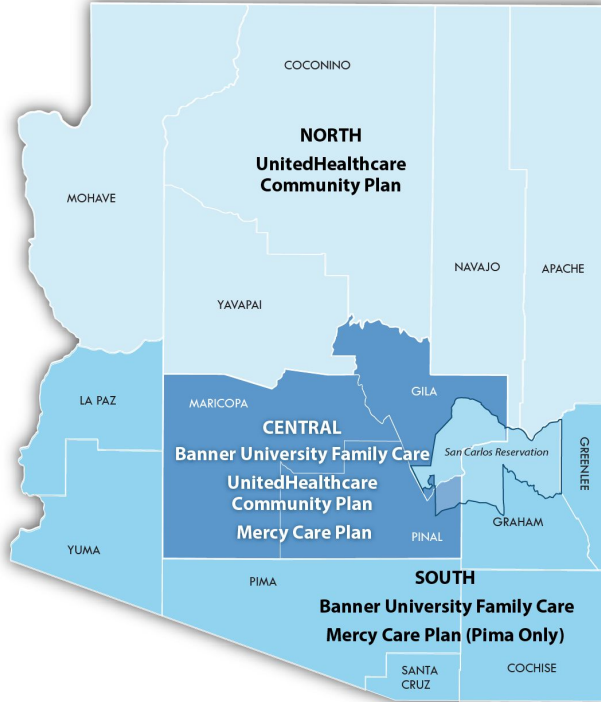 COCONINO
NORTH
UnitedHealthcare
Community Plan
MOHAVE
NAVAJO
APACHE
YAVAPAI
LA PAZ
MARICOPA
GILA
CENTRAL
Banner University Family Care
UnitedHealthcare
Community Plan
Mercy Care Plan
San Carlos Reservation
GREENLEE
GRAHAM
PINAL
YUMA
PIMA
SOUTH
Banner University Family Care
Mercy Care Plan (Pima Only)
SANTA
CRUZ
COCHISE